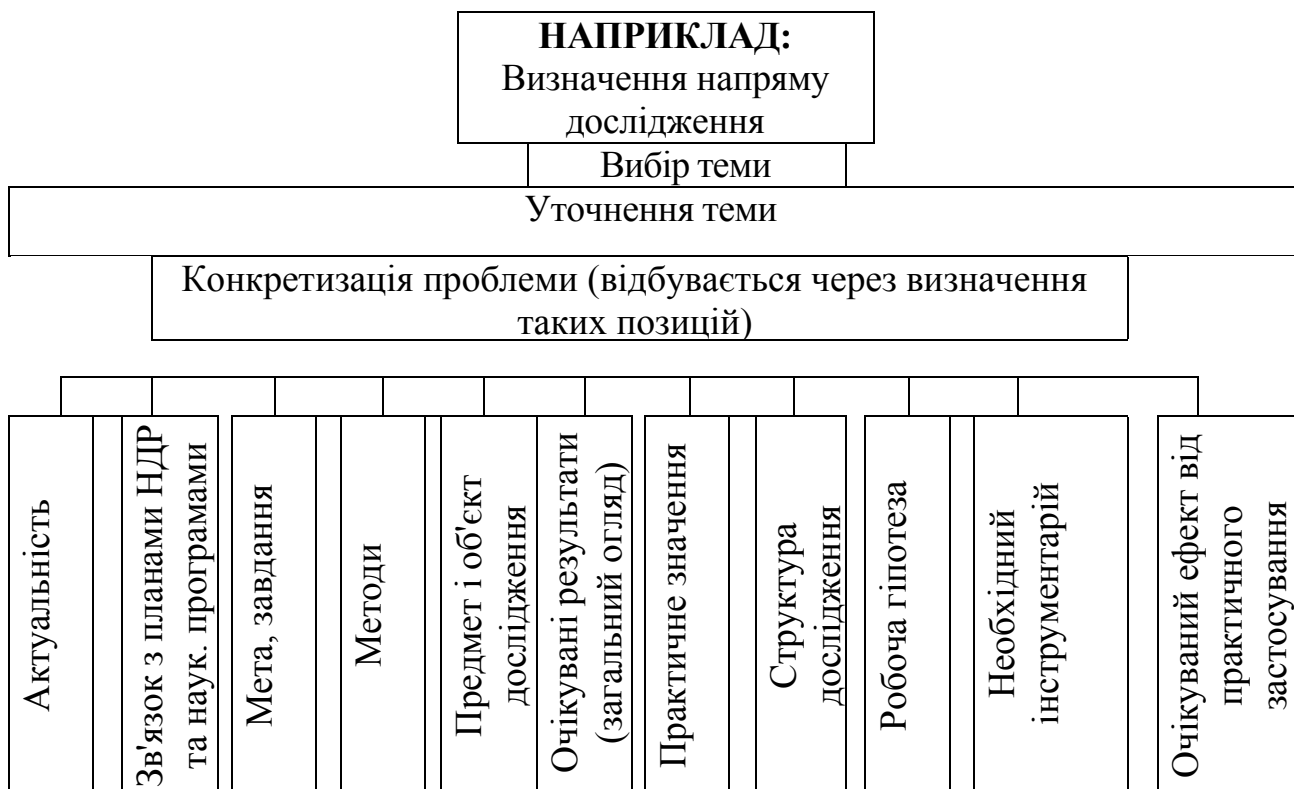 НАПРИКЛАД:
Визначення напряму
дослідження
Вибір теми
Уточнення теми
Конкретизація проблеми (відбувається через визначення
таких позицій)
Актуальність
Зв'язок з планами НДР
та наук. програмами
Мета, завдання
Методи
Предмет і об'єкт
дослідження
Очікувані результати
(загальний огляд)
Практичне значення
Структура
дослідження
Робоча гіпотеза
Необхідний
інструментарій
Очікуваний ефект від
практичного
застосування